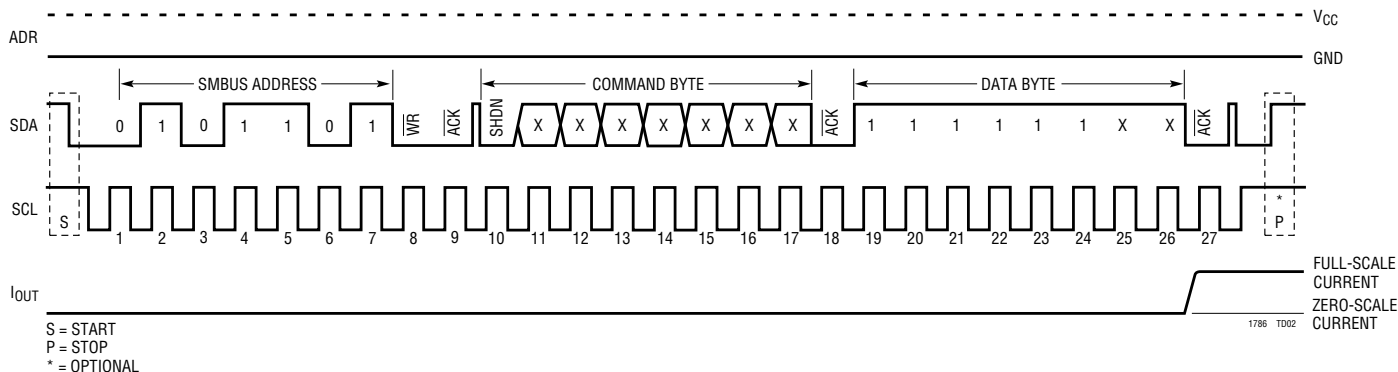 V_CC
ADR
GND
SMBUS ADDRESS COMMAND BYTE DATA BYTE
SDA 0 1 0 1 1 0 1 WR ACK SHDN X X X X X X X ACK 1 1 1 1 1 1 X X ACK
SCL S * P
1 2 3 4 5 6 7 8 9 10 11 12 13 14 15 16 17 18 19 20 21 22 23 24 25 26 27
FULL-SCALE
CURRENT
I_OUT
ZERO-SCALE
CURRENT
1786 TD02
S = START
P = STOP
* = OPTIONAL